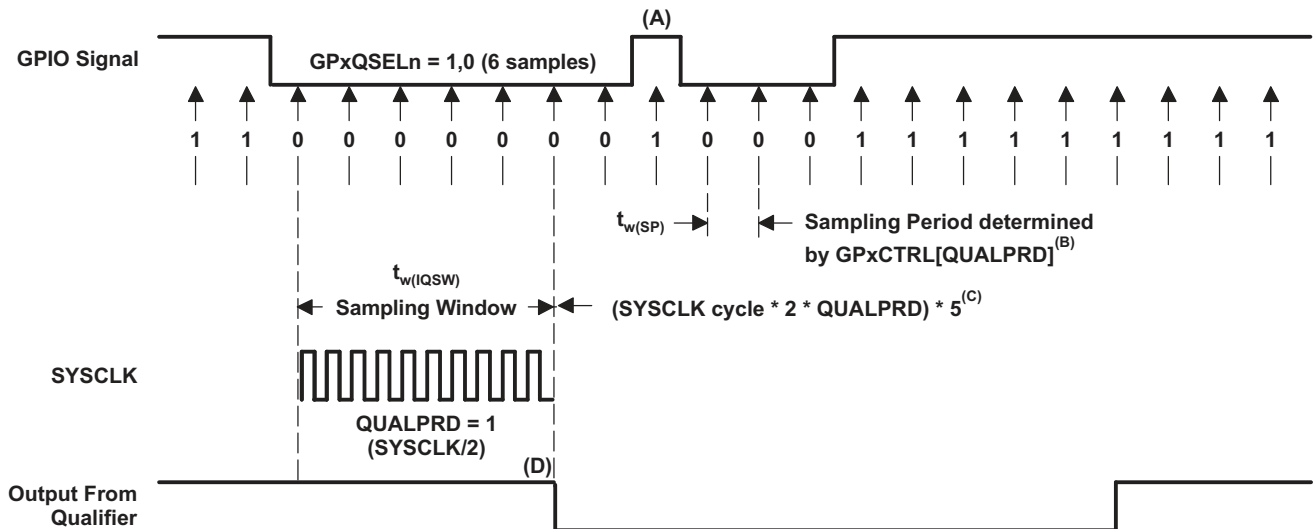 (A)
GPIO Signal
GPxQSELn = 1,0 (6 samples)
1 1 0 0 0 0 0 0 0 1 0 0 0 1 1 1 1 1 1 1 1 1
tw(SP)
Sampling Period determined
by GPxCTRL[QUALPRD](B)
tw(IQSW)
Sampling Window
(SYSCLK cycle * 2 * QUALPRD) * 5(C)
SYSCLK
QUALPRD = 1
(SYSCLK/2)
(D)
Output From
Qualifier